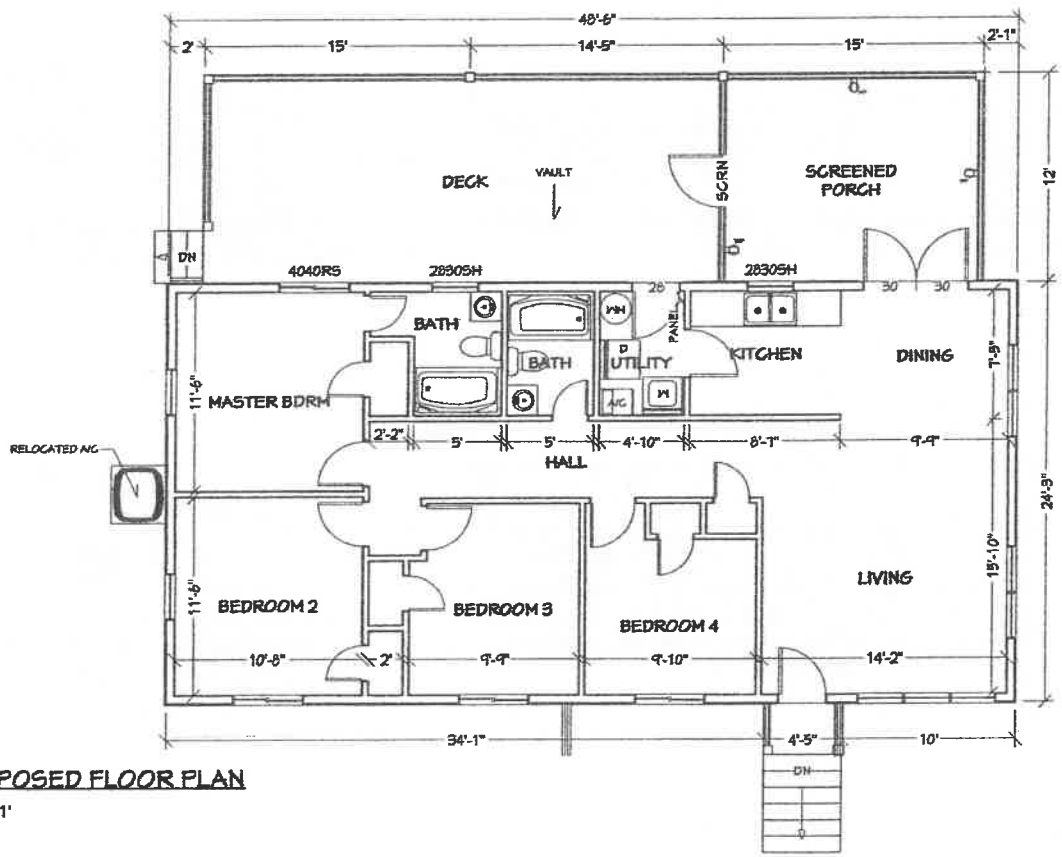 48'-6"
2' 15' 14'-5" 15' 2'-1"
DECK
VAULT
SCRN
SCREENED
PORCH
12'
DN
4040RS
2830SH
2830SH
28
30 30
BATH
BATH
WH
PANEL
D
UTILITY
W
A/C
KITCHEN
DINING
7'-5"
11'-6"
MASTER BDRM
RELOCATED A/C
2'-2" 5' 5' 4'-10" 8'-1" 9'-9"
HALL
24'-3"
15'-10"
LIVING
11'-6"
BEDROOM 2
BEDROOM 3
BEDROOM 4
10'-8" 2' 9'-9" 9'-10" 14'-2"
34'-1" 4'-5" 10'
DN
POSED FLOOR PLAN
1'